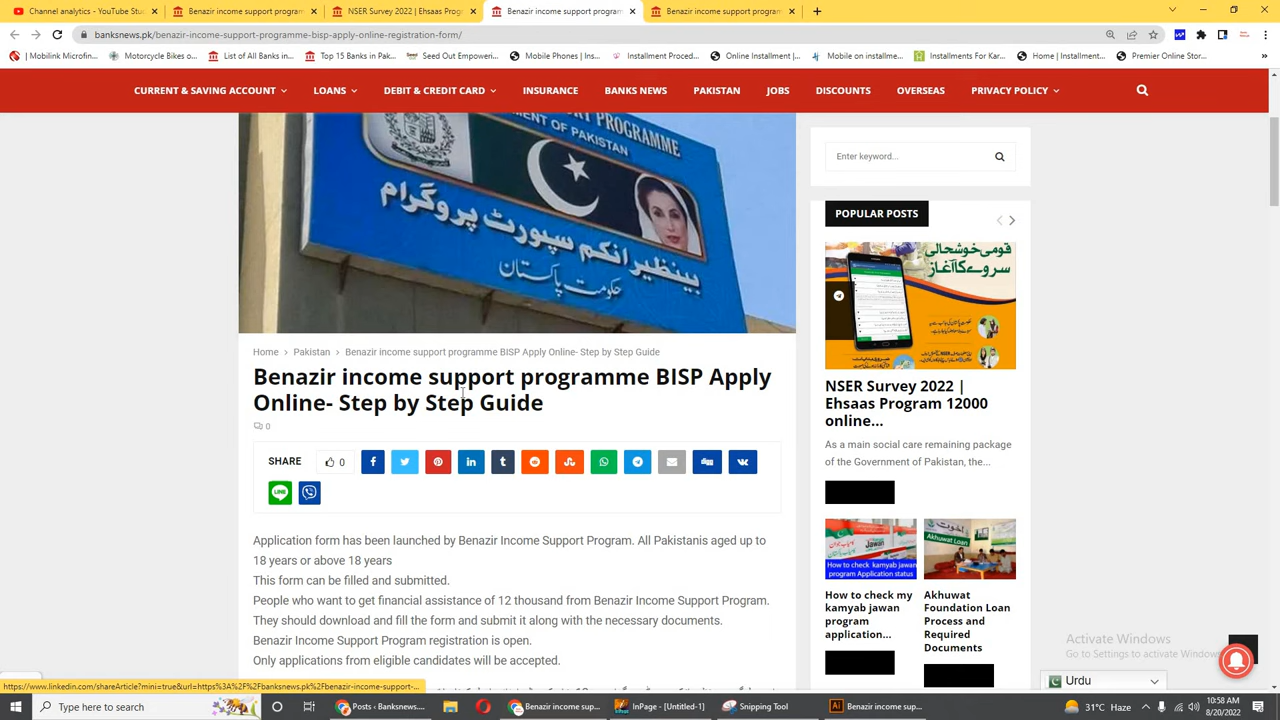 Channel content - YouTube Stu
Benazir income support program
NSER Survey 2022 | Ehsaas Prog
Benazir income support program
Benazir income support program
banksnews.pk/benazir-income-support-programme-bisp-apply-online-registration-form/
| Mobilink Microfin...
Motorcycle Bikes o...
List of All Banks in...
Top 15 Banks in Pak...
Seed Out Empoweri...
Mobile Phones | Ins...
Installment Proced...
Online Installment |...
Mobile on installme...
Installments For Kar...
Home | Installment...
Premier Online Stor...
CURRENT & SAVING ACCOUNT
LOANS
DEBIT & CREDIT CARD
INSURANCE
BANKS NEWS
PAKISTAN
JOBS
DISCOUNTS
OVERSEAS
PRIVACY POLICY
SUPPORT PROGRAMME
GOVERNMENT OF PAKISTAN
بینظیر انکم سپورٹ پروگرام
حکومت پاکستان
Home > Pakistan > Benazir income support programme BISP Apply Online- Step by Step Guide
Benazir income support programme BISP Apply
Online- Step by Step Guide
0
SHARE
0
LINE
Application form has been launched by Benazir Income Support Program. All Pakistanis aged up to
18 years or above 18 years
This form can be filled and submitted.
People who want to get financial assistance of 12 thousand from Benazir Income Support Program.
They should download and fill the form and submit it along with the necessary documents.
Benazir Income Support Program registration is open.
Only applications from eligible candidates will be accepted.
Enter keyword...
POPULAR POSTS
قومی خوشحالی
سروے کا آغاز
NSER Survey 2022 |
Ehsaas Program 12000
online...
As a main social care remaining package
of the Government of Pakistan, the...
Jawan
How to check kamyab jawan
program Application status
اخوت
Akhuwat Loan
How to check my
kamyab jawan
program
application...
Akhuwat
Foundation Loan
Process and
Required
Documents
Activate Windows
Go to Settings to activate Windows
Urdu
https://www.linkedin.com/shareArticle?mini=true&url=https%3A%2F%2Fbanksnews.pk%2Fbenazir-income-support-...
Type here to search
Posts ‹ Banksnews....
Benazir income sup...
InPage - [Untitled-1]
Snipping Tool
Benazir income sup...
31°C Haze
10:58 AM
8/20/2022